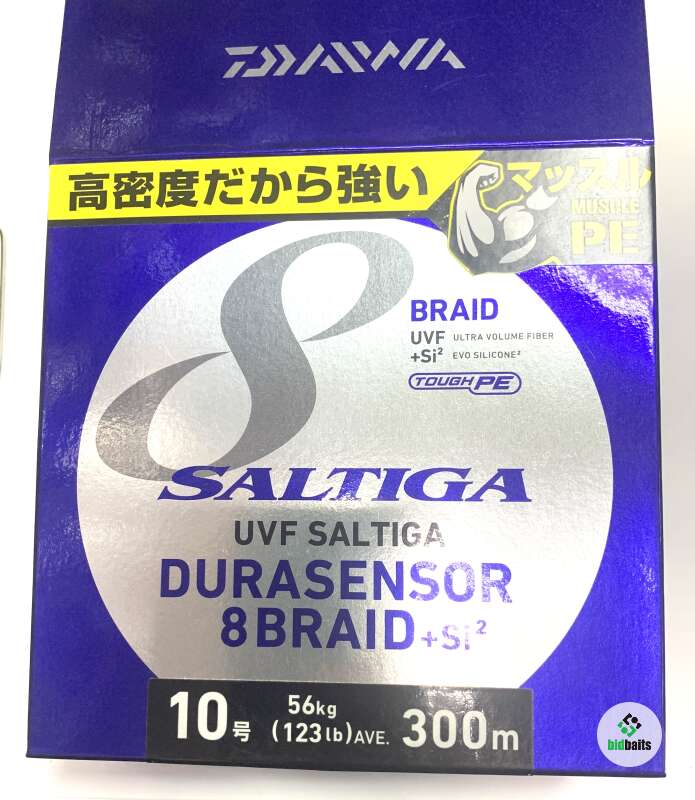 DAIWA
高密度だから強い
マッスル
MUSCLE
PE
8
BRAID
UVF ULTRA VOLUME FIBER
+Si² EVO SILICONE²
TOUGH PE
SALTIGA
UVF SALTIGA
DURASENSOR
8BRAID+Si²
10号 56kg (123lb)AVE. 300m
bidbaits